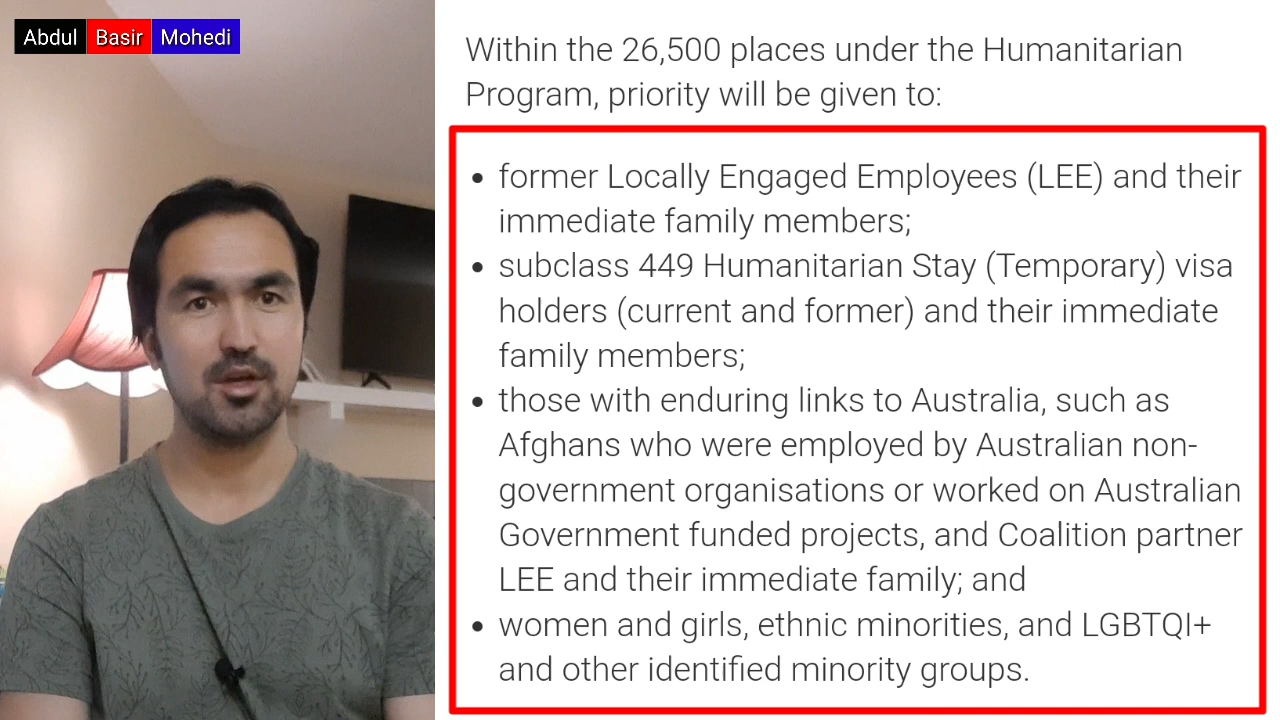 Abdul Basir Mohedi
Within the 26,500 places under the Humanitarian
Program, priority will be given to:
• former Locally Engaged Employees (LEE) and their
immediate family members;
• subclass 449 Humanitarian Stay (Temporary) visa
holders (current and former) and their immediate
family members;
• those with enduring links to Australia, such as
Afghans who were employed by Australian non-
government organisations or worked on Australian
Government funded projects, and Coalition partner
LEE and their immediate family; and
• women and girls, ethnic minorities, and LGBTQI+
and other identified minority groups.